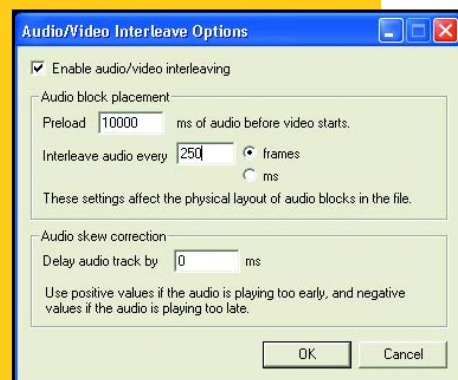 Audio/Video Interleave Options
Enable audio/video interleaving
Audio block placement
Preload 10000 ms of audio before video starts.
Interleave audio every 250 frames
ms
These settings affect the physical layout of audio blocks in the file.
Audio skew correction
Delay audio track by 0 ms
Use positive values if the audio is playing too early, and negative
values if the audio is playing too late.
OK Cancel